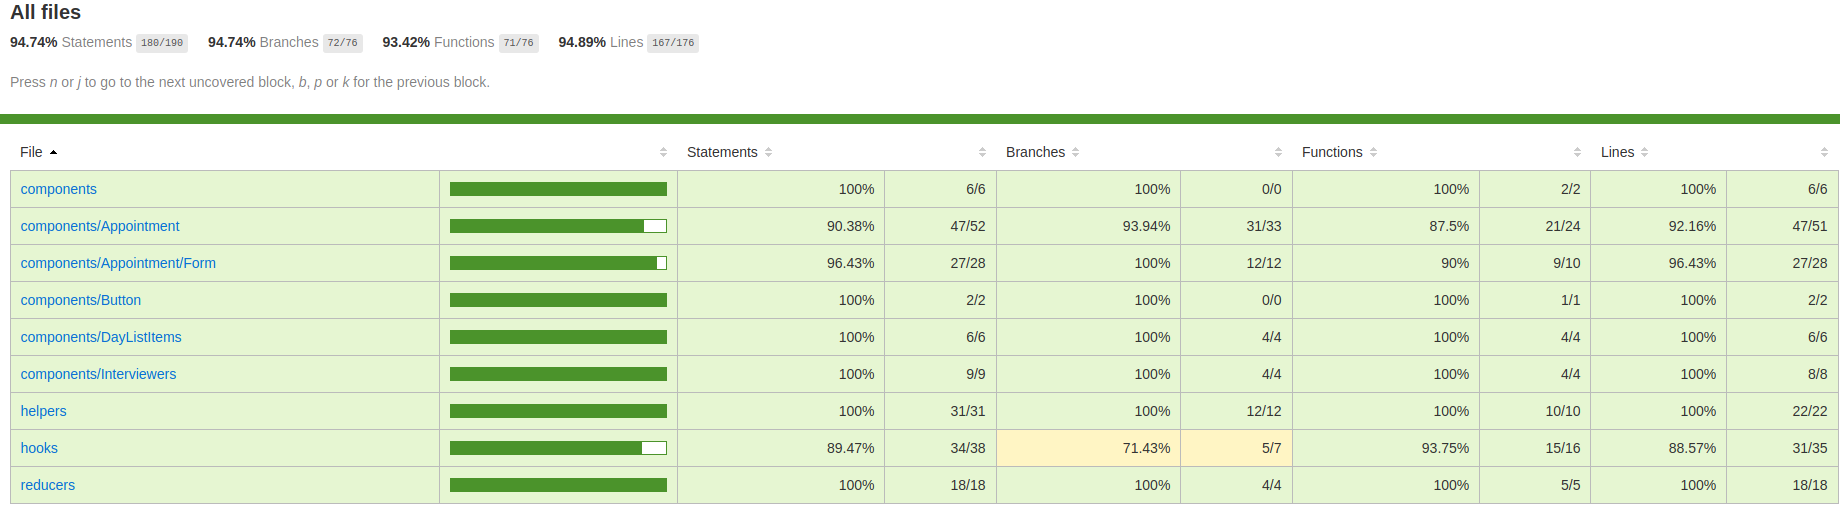 All files
94.74% Statements 180/190 94.74% Branches 72/76 93.42% Functions 71/76 94.89% Lines 167/176
Press n or j to go to the next uncovered block, b, p or k for the previous block.
File Statements Branches Functions Lines
components 100% 6/6 100% 0/0 100% 2/2 100% 6/6
components/Appointment 90.38% 47/52 93.94% 31/33 87.5% 21/24 92.16% 47/51
components/Appointment/Form 96.43% 27/28 100% 12/12 90% 9/10 96.43% 27/28
components/Button 100% 2/2 100% 0/0 100% 1/1 100% 2/2
components/DayListItems 100% 6/6 100% 4/4 100% 4/4 100% 6/6
components/Interviewers 100% 9/9 100% 4/4 100% 4/4 100% 8/8
helpers 100% 31/31 100% 12/12 100% 10/10 100% 22/22
hooks 89.47% 34/38 71.43% 5/7 93.75% 15/16 88.57% 31/35
reducers 100% 18/18 100% 4/4 100% 5/5 100% 18/18